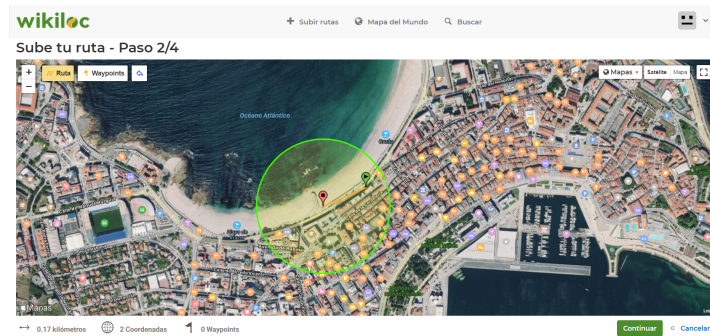 wikiloc
Subir rutas
Mapa del Mundo
Buscar
Sube tu ruta - Paso 2/4
+
Ruta
Waypoints
−
Mapas
Satélite
Mapa
Océano Atlántico
Mapas
0.17 kilómetros
2 Coordenadas
0 Waypoints
Continuar
o
Cancelar